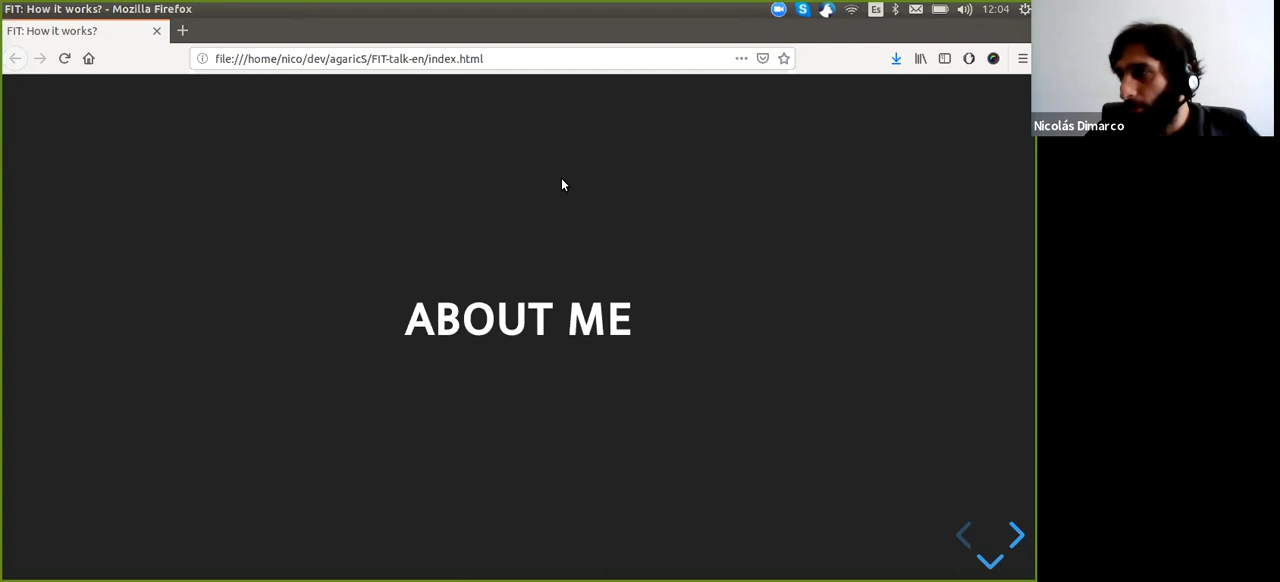 FIT: How it works? - Mozilla Firefox
Es
12:04
FIT: How it works?
file:///home/nico/dev/agaricS/FIT-talk-en/index.html
Nicolás Dimarco
ABOUT ME